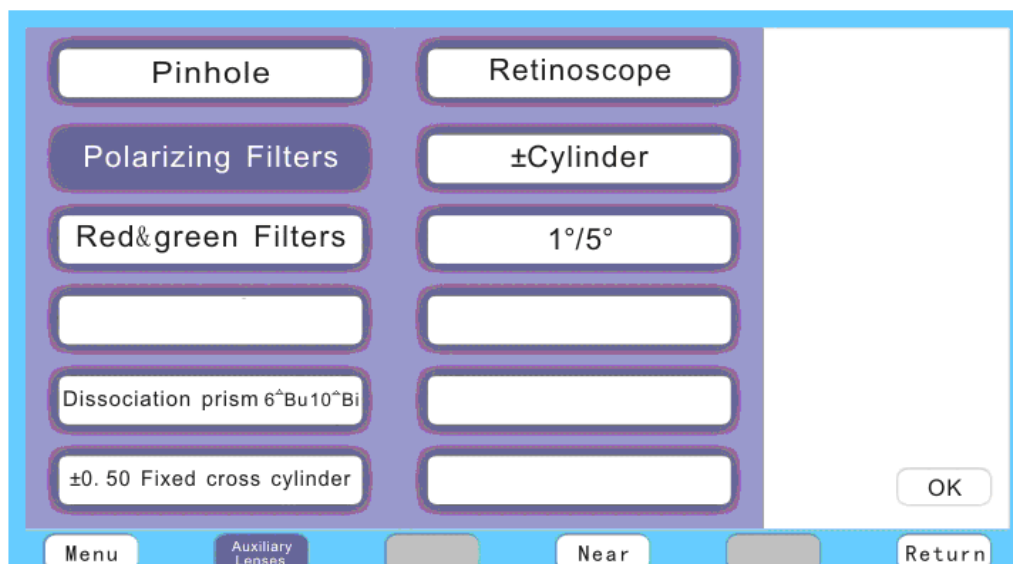 Pinhole
Retinoscope
Polarizing Filters
±Cylinder
Red&green Filters
1°/5°
Dissociation prism 6^Bu10^Bi
±0.50 Fixed cross cylinder
OK
Menu
Auxiliary
Lenses
Near
Return